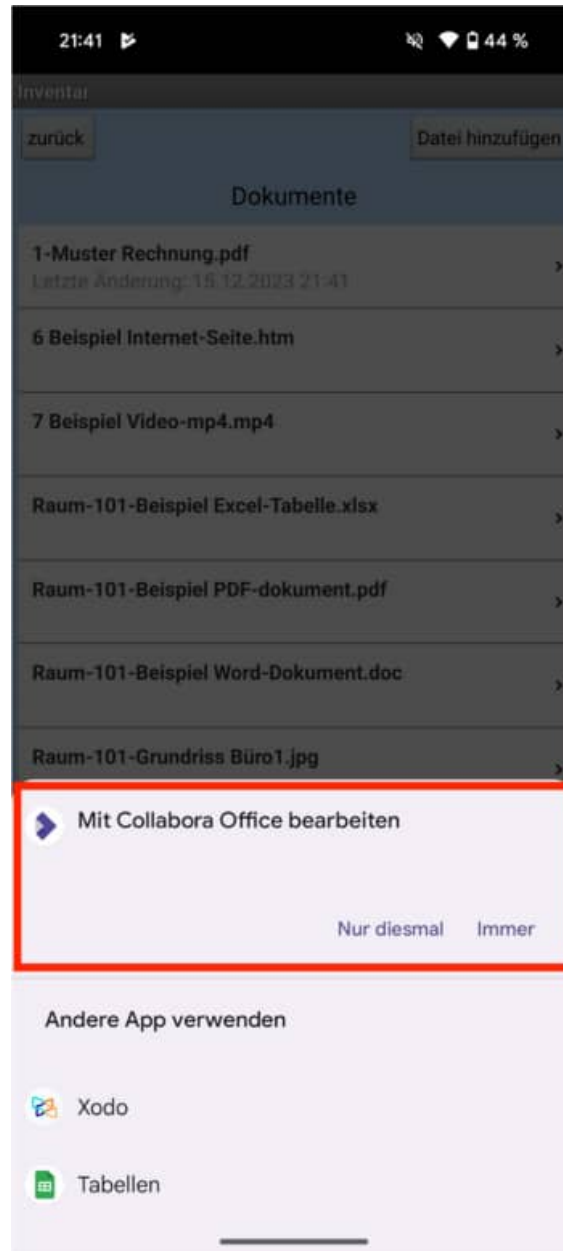 21:41 44 %
Inventar
zurück Datei hinzufügen
Dokumente
1-Muster Rechnung.pdf
Letzte Änderung: 15.12.2023 21:41
6 Beispiel Internet-Seite.htm
7 Beispiel Video-mp4.mp4
Raum-101-Beispiel Excel-Tabelle.xlsx
Raum-101-Beispiel PDF-dokument.pdf
Raum-101-Beispiel Word-Dokument.doc
Raum-101-Grundriss Büro1.jpg
Mit Collabora Office bearbeiten
Nur diesmal Immer
Andere App verwenden
Xodo
Tabellen